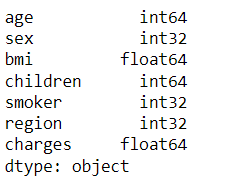 age int64
sex int32
bmi float64
children int64
smoker int32
region int32
charges float64
dtype: object